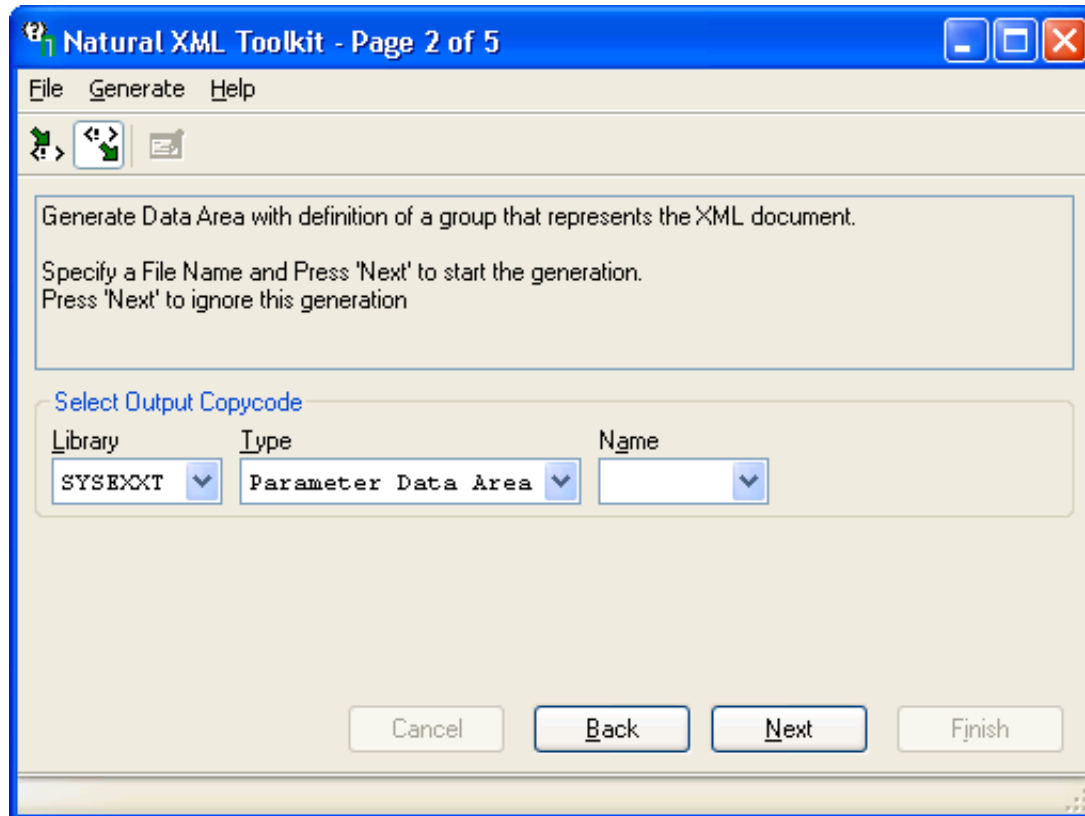 Natural XML Toolkit - Page 2 of 5
File Generate Help
Generate Data Area with definition of a group that represents the XML document.
Specify a File Name and Press 'Next' to start the generation.
Press 'Next' to ignore this generation
Select Output Copycode
Library Type Name
SYSEXXT Parameter Data Area
Cancel Back Next Finish